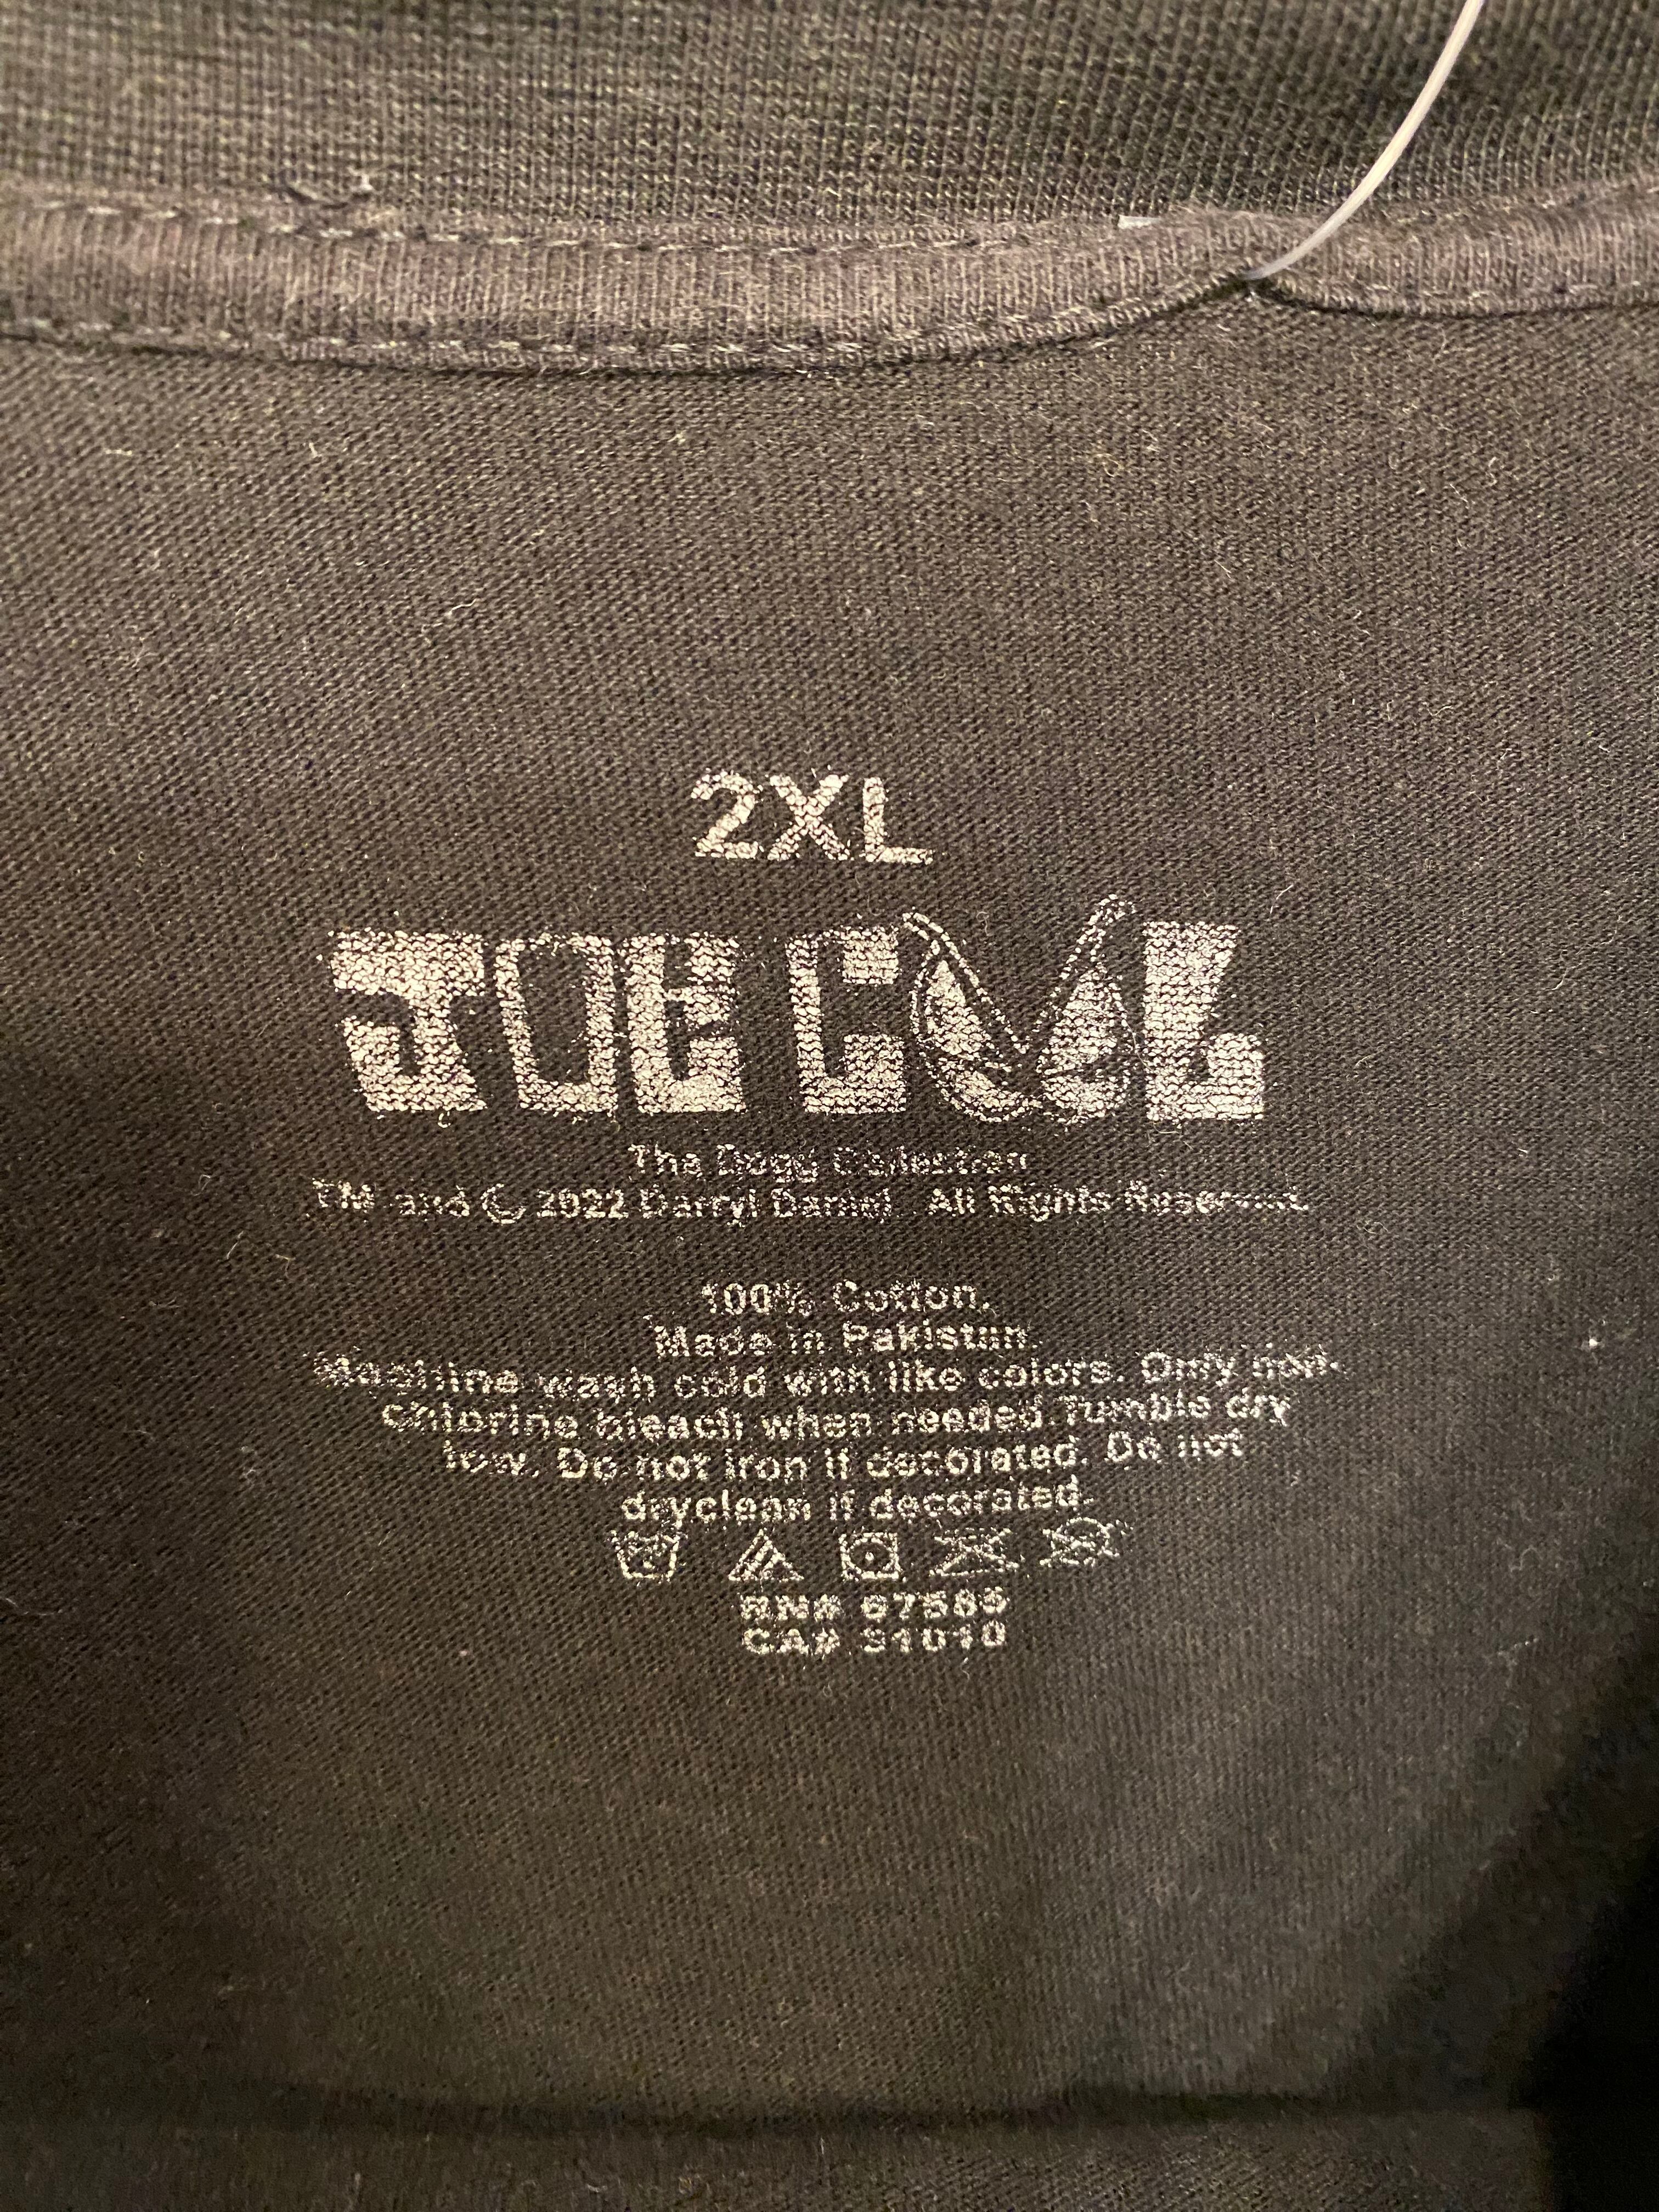 2XL
JOE COOL
Tha Dogg Collection
TM and © 2022 Darryl Daniel. All Rights Reserved.
100% Cotton.
Made in Pakistan.
Machine wash cold with like colors. Only non-
chlorine bleach when needed. Tumble dry
low. Do not iron if decorated. Do not
dryclean if decorated.
RN#
CA#